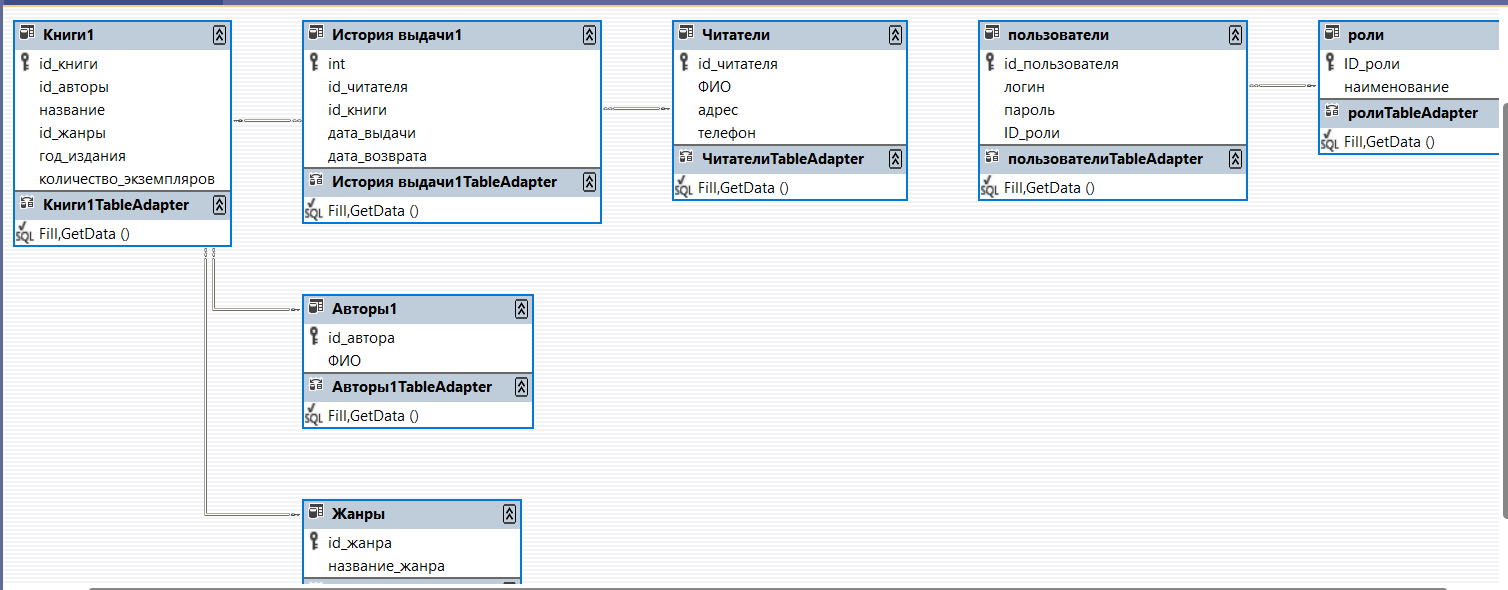 Книги1
id_книги
id_авторы
название
id_жанры
год_издания
количество_экземпляров
Книги1TableAdapter
SQL Fill,GetData ()
История выдачи1
int
id_читателя
id_книги
дата_выдачи
дата_возврата
История выдачи1TableAdapter
SQL Fill,GetData ()
Читатели
id_читателя
ФИО
адрес
телефон
ЧитателиTableAdapter
SQL Fill,GetData ()
пользователи
id_пользователя
логин
пароль
ID_роли
пользователиTableAdapter
SQL Fill,GetData ()
роли
ID_роли
наименование
ролиTableAdapter
SQL Fill,GetData ()
Авторы1
id_автора
ФИО
Авторы1TableAdapter
SQL Fill,GetData ()
Жанры
id_жанра
название_жанра